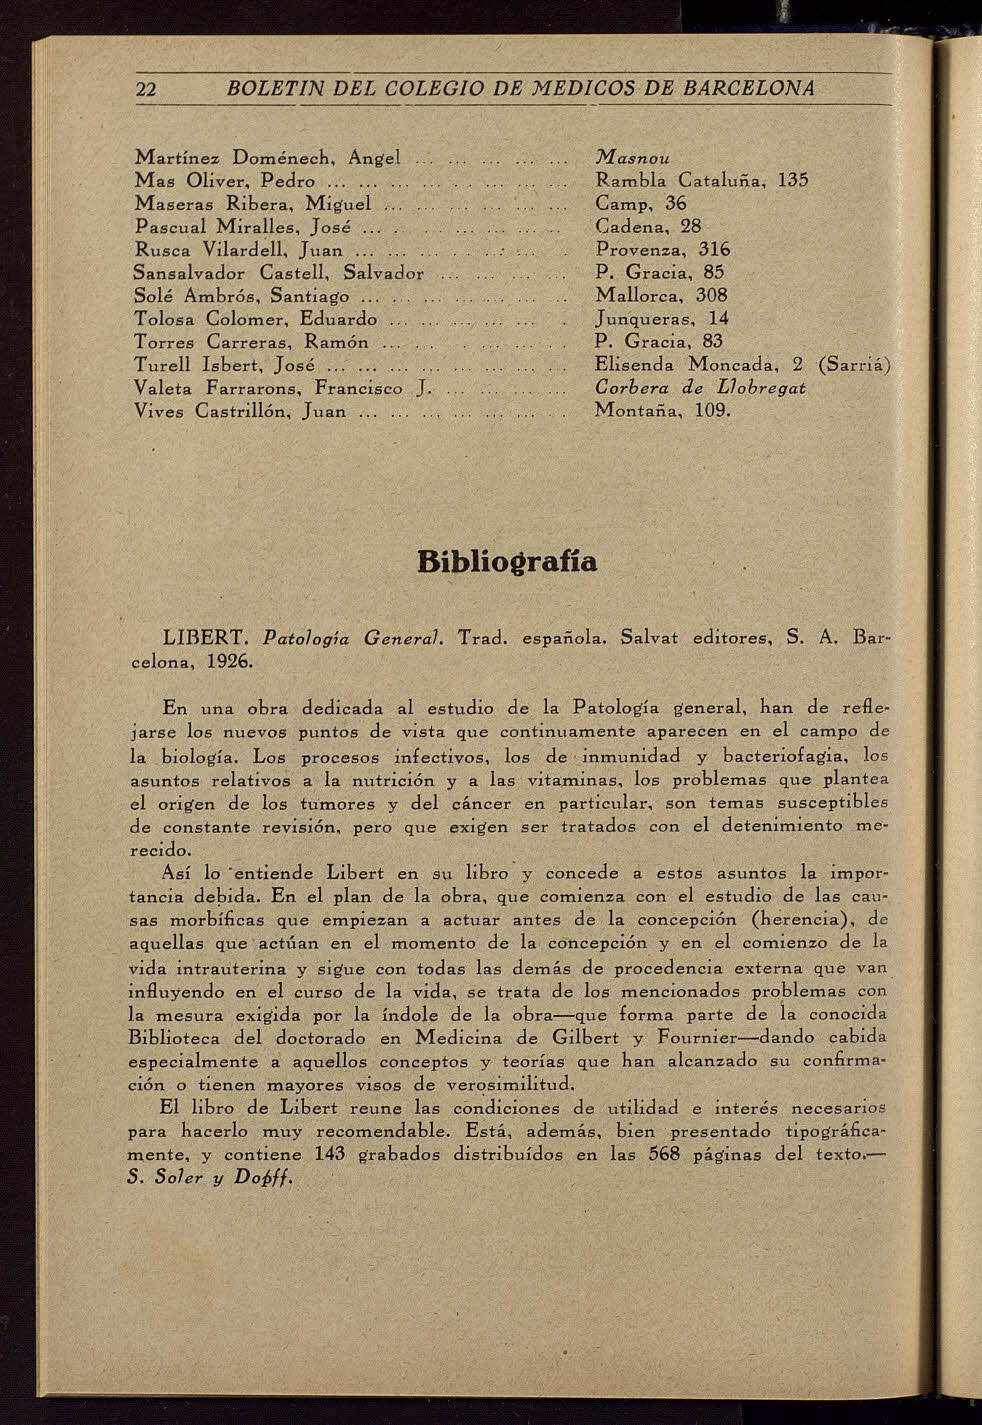 22 BOLETIN DEL COLEGIO DE MEDICOS DE BARCELONA
Martínez Doménech, Angel ... ... ... ... ... Masnou
Mas Oliver, Pedro ... ... ... ... ... ... ... ... Rambla Cataluña, 135
Maseras Ribera, Miguel ... ... ... ... ... ... Camp, 36
Pascual Miralles, José ... ... ... ... ... ... ... Cadena, 28
Rusca Vilardell, Juan ... ... ... ... ... ... ... Provenza, 316
Sansalvador Castell, Salvador ... ... ... ... P. Gracia, 85
Solé Ambrós, Santiago ... ... ... ... ... ... ... Mallorca, 308
Tolosa Colomer, Eduardo ... ... ... ... ... ... Junqueras, 14
Torres Carreras, Ramón ... ... ... ... ... ... P. Gracia, 83
Turell Isbert, José ... ... ... ... ... ... ... ... Elisenda Moncada, 2 (Sarriá)
Valeta Farrarons, Francisco J. ... ... ... ... Corbera de Llobregat
Vives Castrillón, Juan ... ... ... ... ... ... ... Montaña, 109.
Bibliografía
LIBERT. Patología General. Trad. española. Salvat editores, S. A. Bar-
celona, 1926.
En una obra dedicada al estudio de la Patología general, han de refle-
jarse los nuevos puntos de vista que continuamente aparecen en el campo de
la biología. Los procesos infectivos, los de inmunidad y bacteriofagia, los
asuntos relativos a la nutrición y a las vitaminas, los problemas que plantea
el origen de los tumores y del cáncer en particular, son temas susceptibles
de constante revisión, pero que exigen ser tratados con el detenimiento me-
recido.
Así lo entiende Libert en su libro y concede a estos asuntos la impor-
tancia debida. En el plan de la obra, que comienza con el estudio de las cau-
sas morbíficas que empiezan a actuar antes de la concepción (herencia), de
aquellas que actúan en el momento de la concepción y en el comienzo de la
vida intrauterina y sigue con todas las demás de procedencia externa que van
influyendo en el curso de la vida, se trata de los mencionados problemas con
la mesura exigida por la índole de la obra—que forma parte de la conocida
Biblioteca del doctorado en Medicina de Gilbert y Fournier—dando cabida
especialmente a aquellos conceptos y teorías que han alcanzado su confirma-
ción o tienen mayores visos de verosimilitud.
El libro de Libert reune las condiciones de utilidad e interés necesarios
para hacerlo muy recomendable. Está, además, bien presentado tipográfica-
mente, y contiene 143 grabados distribuídos en las 568 páginas del texto.—
S. Soler y Dopff.